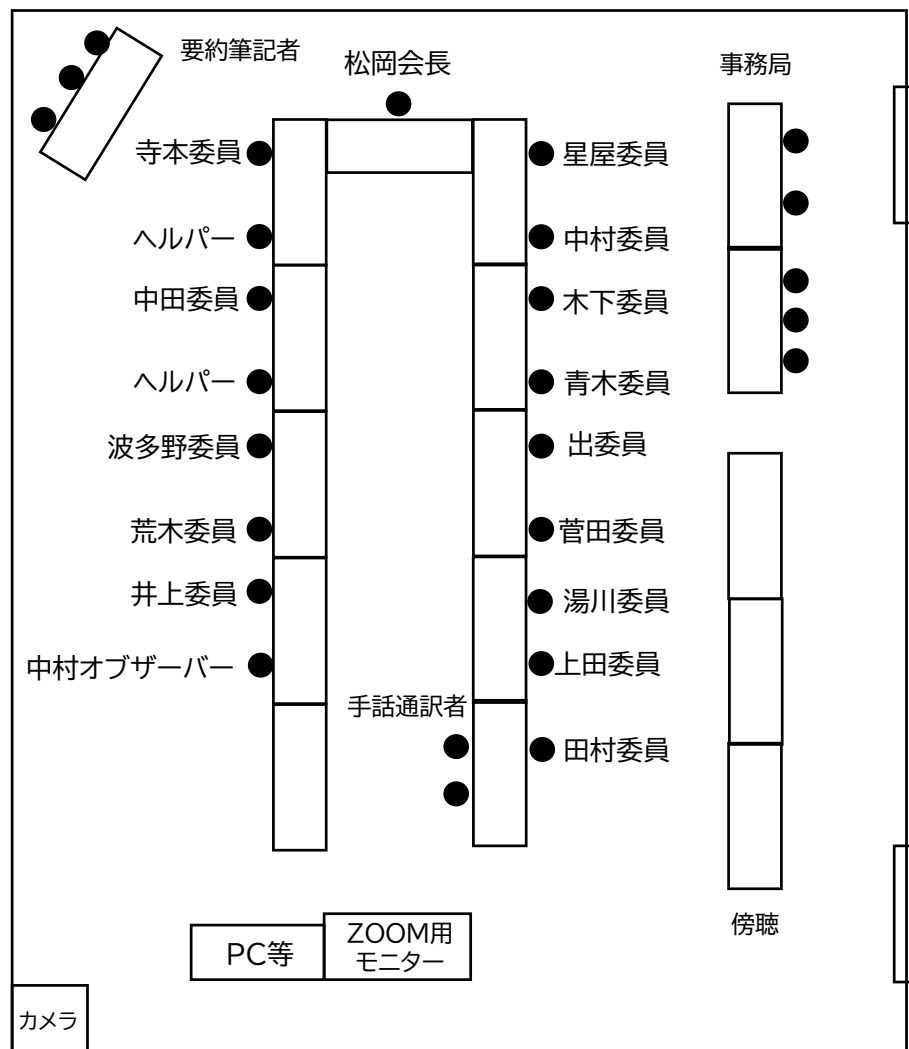 要約筆記者
松岡会長
事務局
寺本委員
星屋委員
ヘルパー
中村委員
中田委員
木下委員
ヘルパー
青木委員
波多野委員
出委員
荒木委員
菅田委員
井上委員
湯川委員
中村オブザーバー
上田委員
手話通訳者
田村委員
傍聴
PC等
ZOOM用
モニター
カメラ